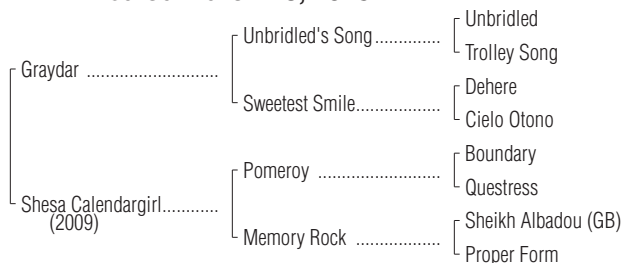 Unbridled
Unbridled's Song..............
Trolley Song
Graydar .............................
Dehere
Sweetest Smile...................
Cielo Otono
Boundary
Pomeroy ...........................
Questress
Shesa Calendargirl............
(2009)
Sheikh Albadou (GB)
Memory Rock ...................
Proper Form